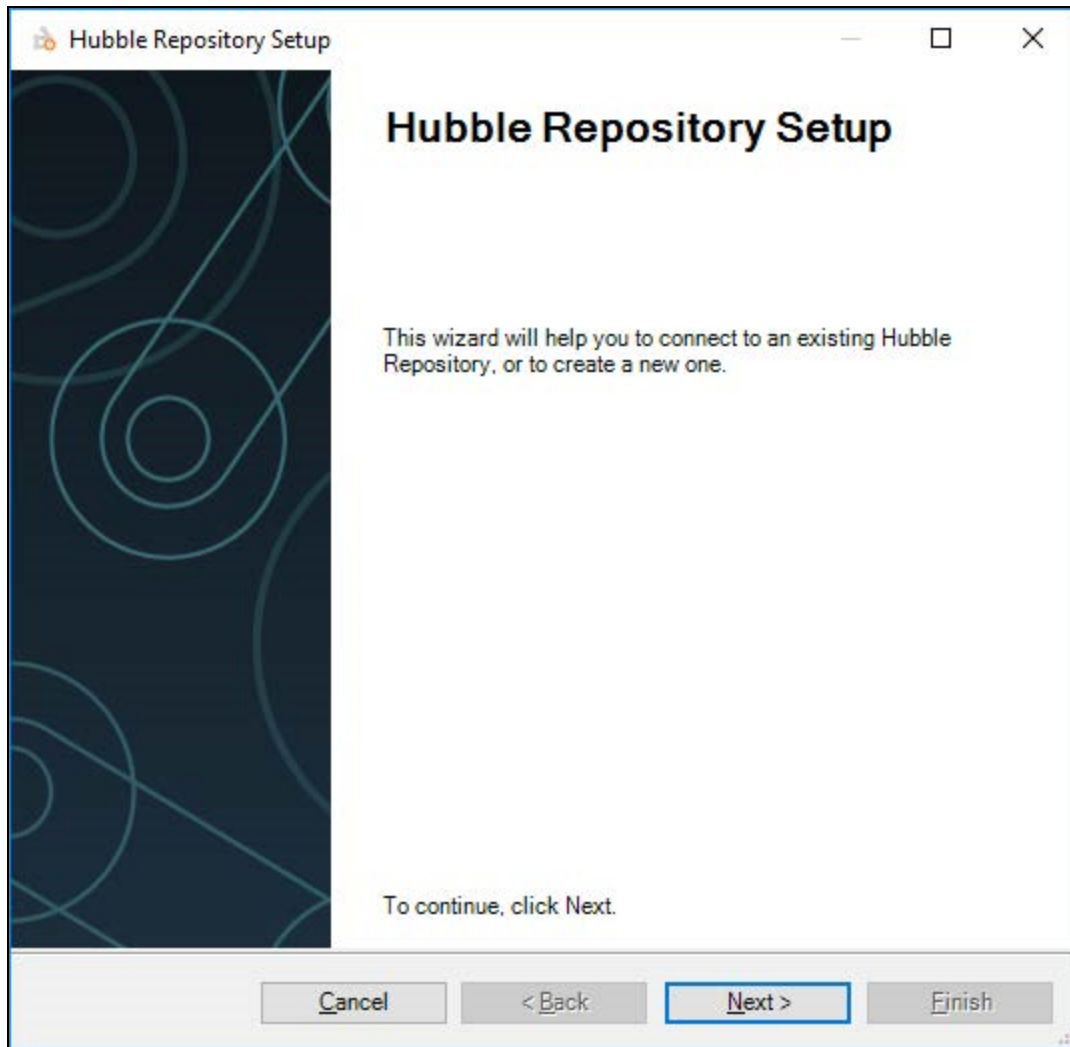 Hubble Repository Setup
Hubble Repository Setup
This wizard will help you to connect to an existing Hubble
Repository, or to create a new one.
To continue, click Next.
Cancel
< Back
Next >
Finish